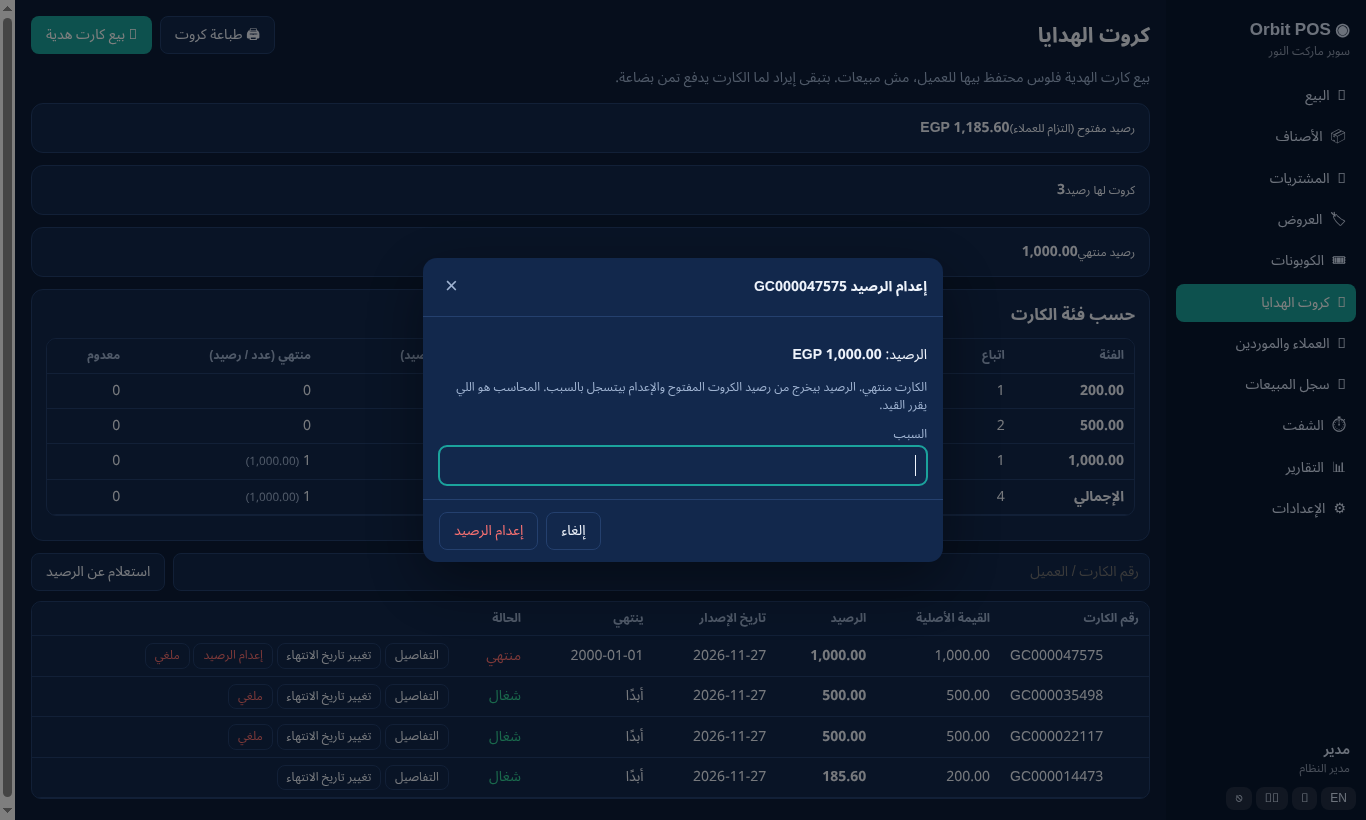 Orbit POS
سوبر ماركت النور
البيع
الأصناف
المشتريات
العروض
الكوبونات
كروت الهدايا
العملاء والموردين
سجل المبيعات
الشفت
التقارير
الإعدادات
مدير
مدير النظام
EN
كروت الهدايا
طباعة كروت
بيع كارت هدية
بيع كارت الهدية فلوس محتفظ بيها للعميل، مش مبيعات. بتبقى إيراد لما الكارت يدفع تمن بضاعة.
رصيد مفتوح (التزام للعملاء)EGP 1,185.60
كروت لها رصيد3
رصيد منتهي1,000.00
حسب فئة الكارت
الفئة اتباع رصيد) منتهي (عدد / رصيد) معدوم
200.00 1 0 0
500.00 2 0 0
1,000.00 1 1 (1,000.00) 0
الإجمالي 4 1 (1,000.00) 0
إعدام الرصيد GC000047575
✕
الرصيد: EGP 1,000.00
الكارت منتهي. الرصيد بيخرج من رصيد الكروت المفتوح والإعدام بيتسجل بالسبب. المحاسب هو اللي
يقرر القيد.
السبب
إلغاء
إعدام الرصيد
رقم الكارت / العميل
استعلام عن الرصيد
رقم الكارت القيمة الأصلية الرصيد تاريخ الإصدار ينتهي الحالة
GC000047575 1,000.00 1,000.00 2026-11-27 2000-01-01 منتهي التفاصيل تغيير تاريخ الانتهاء إعدام الرصيد ملغي
GC000035498 500.00 500.00 2026-11-27 أبدًا شغال التفاصيل تغيير تاريخ الانتهاء ملغي
GC000022117 500.00 500.00 2026-11-27 أبدًا شغال التفاصيل تغيير تاريخ الانتهاء ملغي
GC000014473 200.00 185.60 2026-11-27 أبدًا شغال التفاصيل تغيير تاريخ الانتهاء